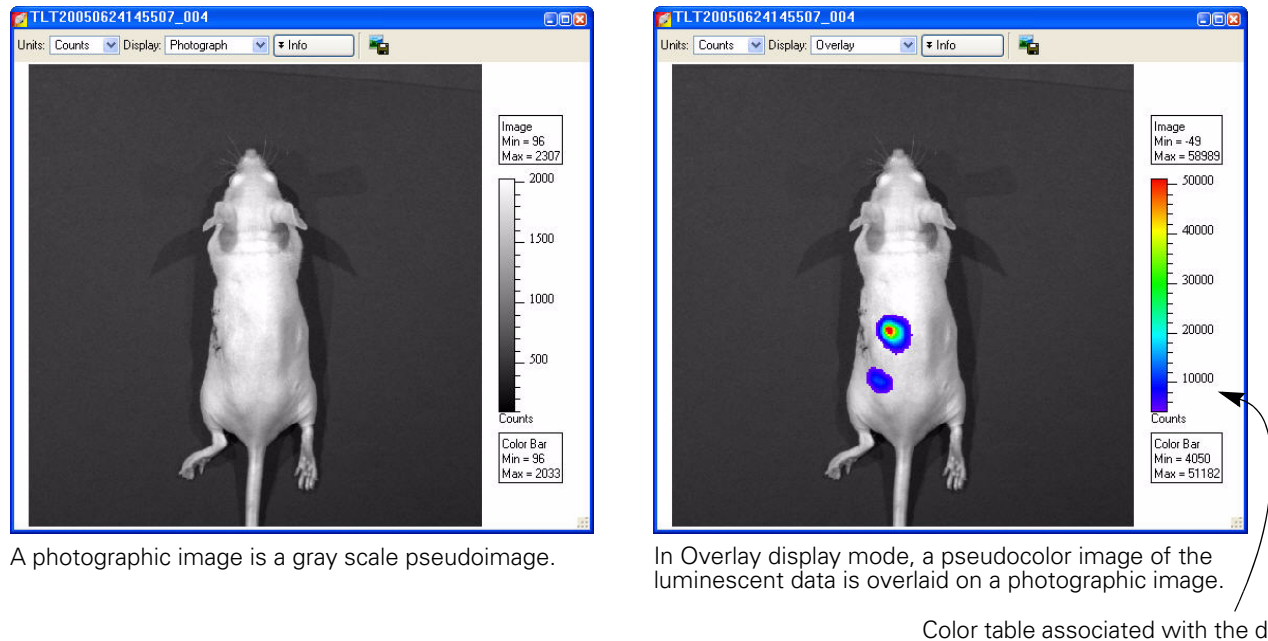 TLT20050624145507_004
Units: Counts Display: Photograph Info
Image
Min = 96
Max = 2307
2000
1500
1000
500
Counts
Color Bar
Min = 96
Max = 2033
A photographic image is a gray scale pseudoimage.
TLT20050624145507_004
Units: Counts Display: Overlay Info
Image
Min = -49
Max = 58989
50000
40000
30000
20000
10000
Counts
Color Bar
Min = 4050
Max = 51182
In Overlay display mode, a pseudocolor image of the
luminescent data is overlaid on a photographic image.
Color table associated with the d